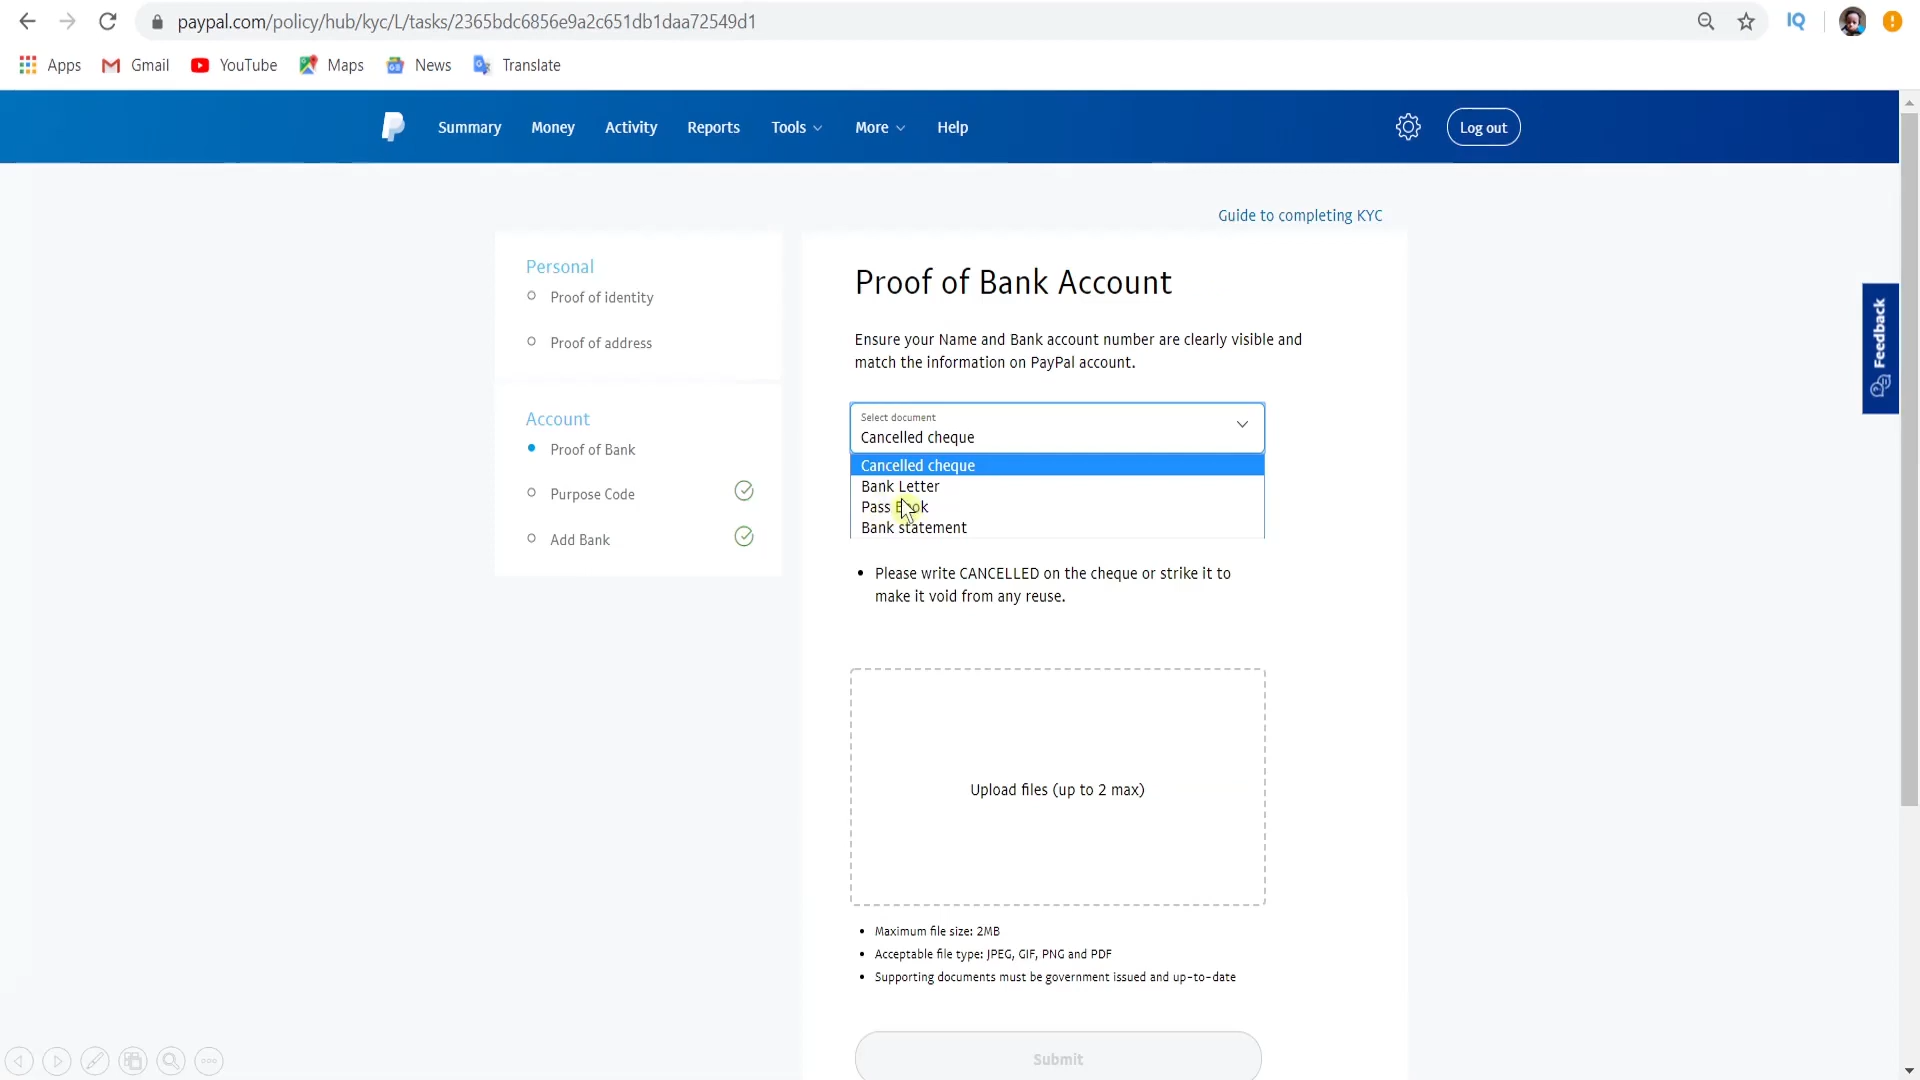 paypal.com/policy/hub/kyc/L/tasks/2365bdc6856e9a2c651db1daa72549d1
IQ
Apps Gmail YouTube Maps News Translate
Summary Money Activity Reports Tools More Help Log out
Guide to completing KYC
Personal
Proof of identity
Proof of address
Account
Proof of Bank
Purpose Code
Add Bank
Proof of Bank Account
Ensure your Name and Bank account number are clearly visible and
match the information on PayPal account.
Select document
Cancelled cheque
Cancelled cheque
Bank Letter
Pass Book
Bank statement
• Please write CANCELLED on the cheque or strike it to
make it void from any reuse.
Upload files (up to 2 max)
• Maximum file size: 2MB
• Acceptable file type: JPEG, GIF, PNG and PDF
• Supporting documents must be government issued and up-to-date
Submit
Feedback